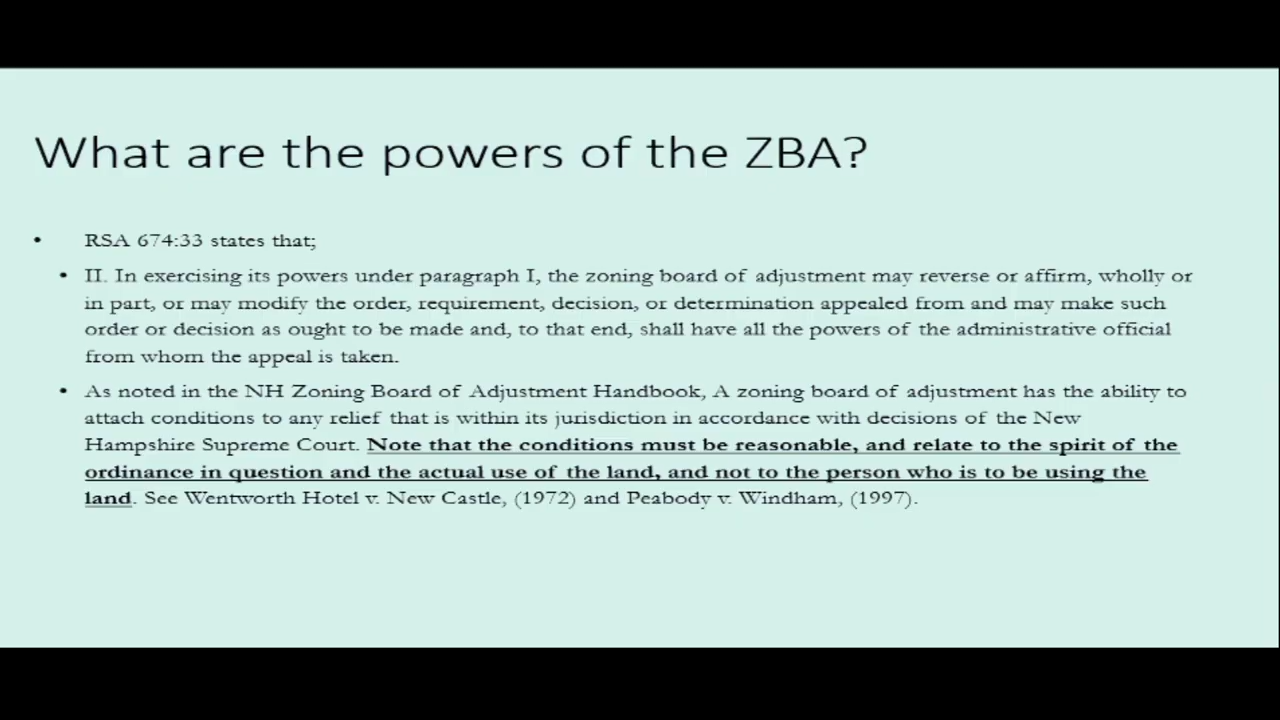 What are the powers of the ZBA?
• RSA 674:33 states that;
• II. In exercising its powers under paragraph I, the zoning board of adjustment may reverse or affirm, wholly or
in part, or may modify the order, requirement, decision, or determination appealed from and may make such
order or decision as ought to be made and, to that end, shall have all the powers of the administrative official
from whom the appeal is taken.
• As noted in the NH Zoning Board of Adjustment Handbook, A zoning board of adjustment has the ability to
attach conditions to any relief that is within its jurisdiction in accordance with decisions of the New
Hampshire Supreme Court. Note that the conditions must be reasonable, and relate to the spirit of the
ordinance in question and the actual use of the land, and not to the person who is to be using the
land. See Wentworth Hotel v. New Castle, (1972) and Peabody v. Windham, (1997).